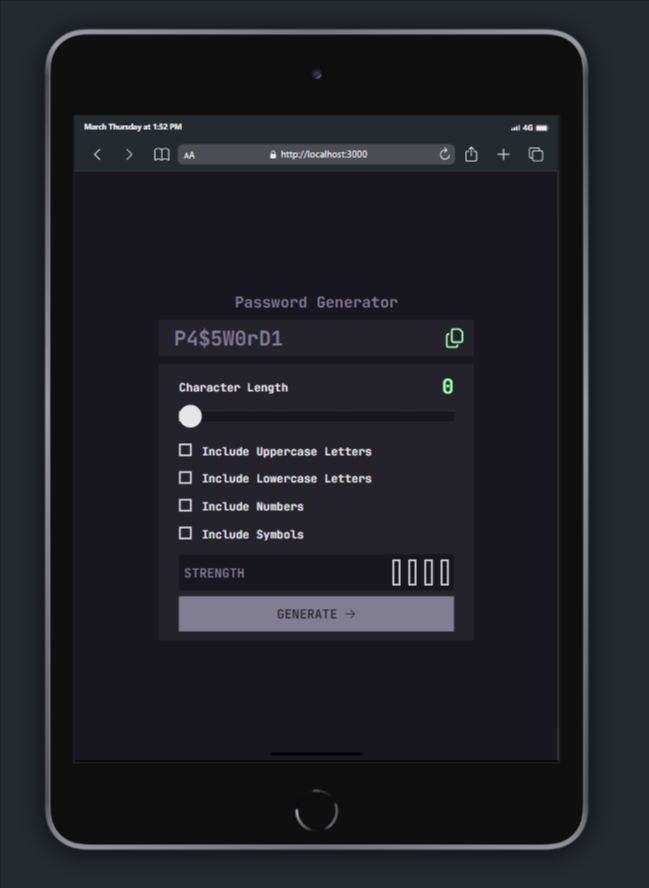 March Thursday at 1:52 PM
4G
AA
http://localhost:3000
Password Generator
P4$5W0rD1
Character Length
0
Include Uppercase Letters
Include Lowercase Letters
Include Numbers
Include Symbols
STRENGTH
GENERATE →